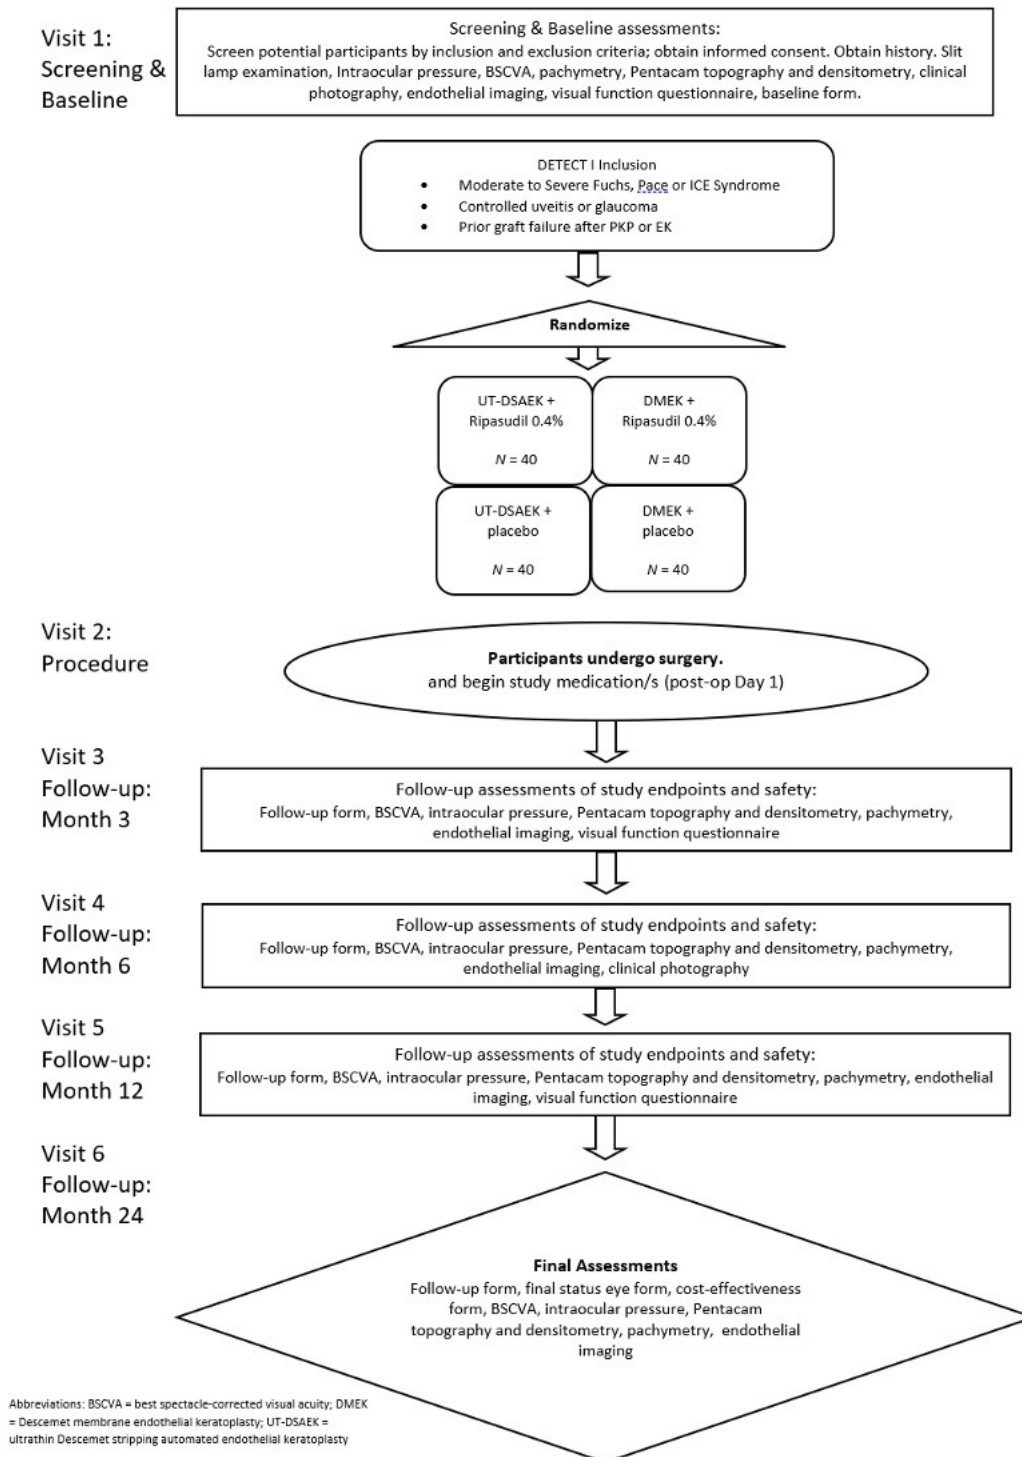 Visit 1:
Screening &
Baseline
Screening & Baseline assessments:
Screen potential participants by inclusion and exclusion criteria; obtain informed consent. Obtain history. Slit
lamp examination, Intraocular pressure, BSCVA, pachymetry, Pentacam topography and densitometry, clinical
photography, endothelial imaging, visual function questionnaire, baseline form.
DETECT I Inclusion
• Moderate to Severe Fuchs, Pace or ICE Syndrome
• Controlled uveitis or glaucoma
• Prior graft failure after PKP or EK
Randomize
UT-DSAEK +
Ripasudil 0.4%
N = 40
DMEK +
Ripasudil 0.4%
N = 40
UT-DSAEK +
placebo
N = 40
DMEK +
placebo
N = 40
Visit 2:
Procedure
Participants undergo surgery.
and begin study medication/s (post-op Day 1)
Visit 3
Follow-up:
Month 3
Follow-up assessments of study endpoints and safety:
Follow-up form, BSCVA, intraocular pressure, Pentacam topography and densitometry, pachymetry,
endothelial imaging, visual function questionnaire
Visit 4
Follow-up:
Month 6
Follow-up assessments of study endpoints and safety:
Follow-up form, BSCVA, intraocular pressure, Pentacam topography and densitometry, pachymetry,
endothelial imaging, clinical photography
Visit 5
Follow-up:
Month 12
Follow-up assessments of study endpoints and safety:
Follow-up form, BSCVA, intraocular pressure, Pentacam topography and densitometry, pachymetry, endothelial
imaging, visual function questionnaire
Visit 6
Follow-up:
Month 24
Final Assessments
Follow-up form, final status eye form, cost-effectiveness
form, BSCVA, intraocular pressure, Pentacam
topography and densitometry, pachymetry, endothelial
imaging
Abbreviations: BSCVA = best spectacle-corrected visual acuity; DMEK
= Descemet membrane endothelial keratoplasty; UT-DSAEK =
ultrathin Descemet stripping automated endothelial keratoplasty